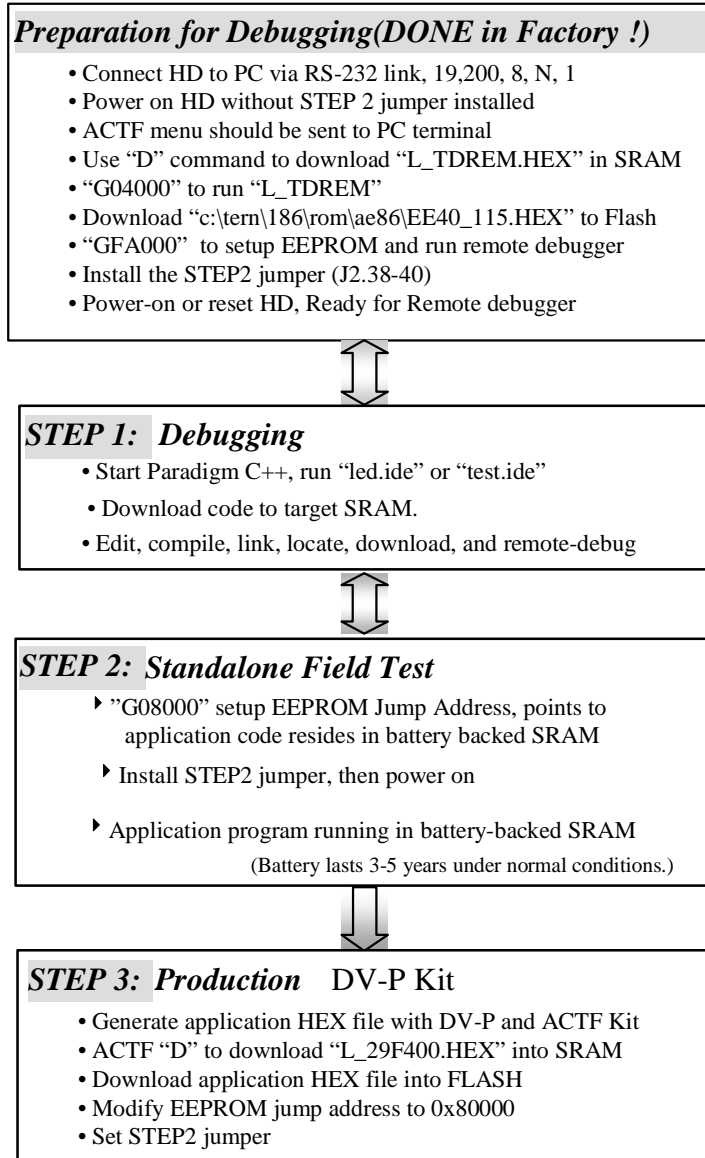 Preparation for Debugging(DONE in Factory !)
• Connect HD to PC via RS-232 link, 19,200, 8, N, 1
• Power on HD without STEP 2 jumper installed
• ACTF menu should be sent to PC terminal
• Use “D” command to download “L_TDREM.HEX” in SRAM
• “G04000” to run “L_TDREM”
• Download “c:\tern\186\rom\ae86\EE40_115.HEX” to Flash
• “GFA000” to setup EEPROM and run remote debugger
• Install the STEP2 jumper (J2.38-40)
• Power-on or reset HD, Ready for Remote debugger
STEP 1: Debugging
• Start Paradigm C++, run “led.ide” or “test.ide”
• Download code to target SRAM.
• Edit, compile, link, locate, download, and remote-debug
STEP 2: Standalone Field Test
”G08000” setup EEPROM Jump Address, points to
application code resides in battery backed SRAM
Install STEP2 jumper, then power on
Application program running in battery-backed SRAM
(Battery lasts 3-5 years under normal conditions.)
STEP 3: Production DV-P Kit
• Generate application HEX file with DV-P and ACTF Kit
• ACTF “D” to download “L_29F400.HEX” into SRAM
• Download application HEX file into FLASH
• Modify EEPROM jump address to 0x80000
• Set STEP2 jumper